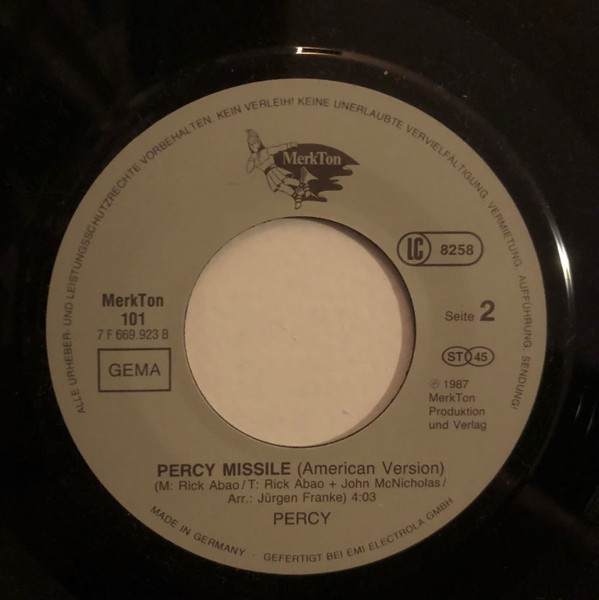 ALLE URHEBER- UND LEISTUNGSSCHUTZRECHTE VORBEHALTEN. KEIN VERLEIH! KEINE UNERLAUBTE VERVIELFÄLTIGUNG, VERMIETUNG, AUFFÜHRUNG, SENDUNG!
MerkTon
LC 8258
MerkTon
101
7 F 669.923 B
GEMA
Seite 2
ST 45
℗ 1987
MerkTon
Produktion
und Verlag
PERCY MISSILE (American Version)
(M: Rick Abao/T: Rick Abao + John McNicholas/
Arr.: Jürgen Franke) 4:03
PERCY
MADE IN GERMANY · GEFERTIGT BEI EMI ELECTROLA GMBH